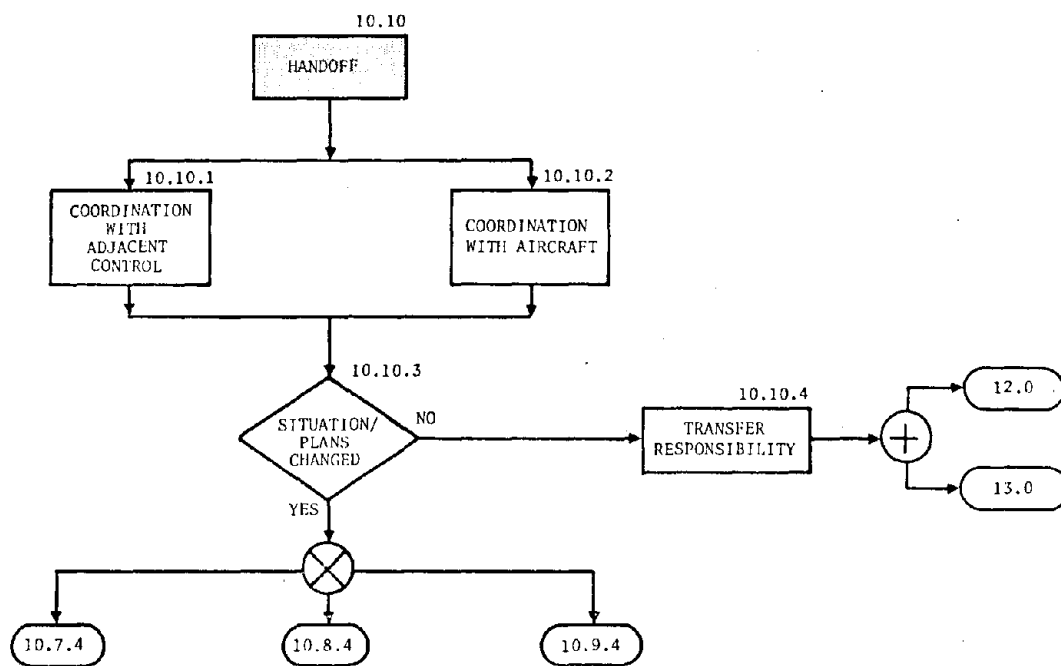 10.10
HANDOFF
10.10.1
COORDINATION
WITH
ADJACENT
CONTROL
10.10.2
COORDINATION
WITH AIRCRAFT
10.10.3
SITUATION/
PLANS
CHANGED
NO
YES
10.10.4
TRANSFER
RESPONSIBILITY
12.0
13.0
10.7.4
10.8.4
10.9.4